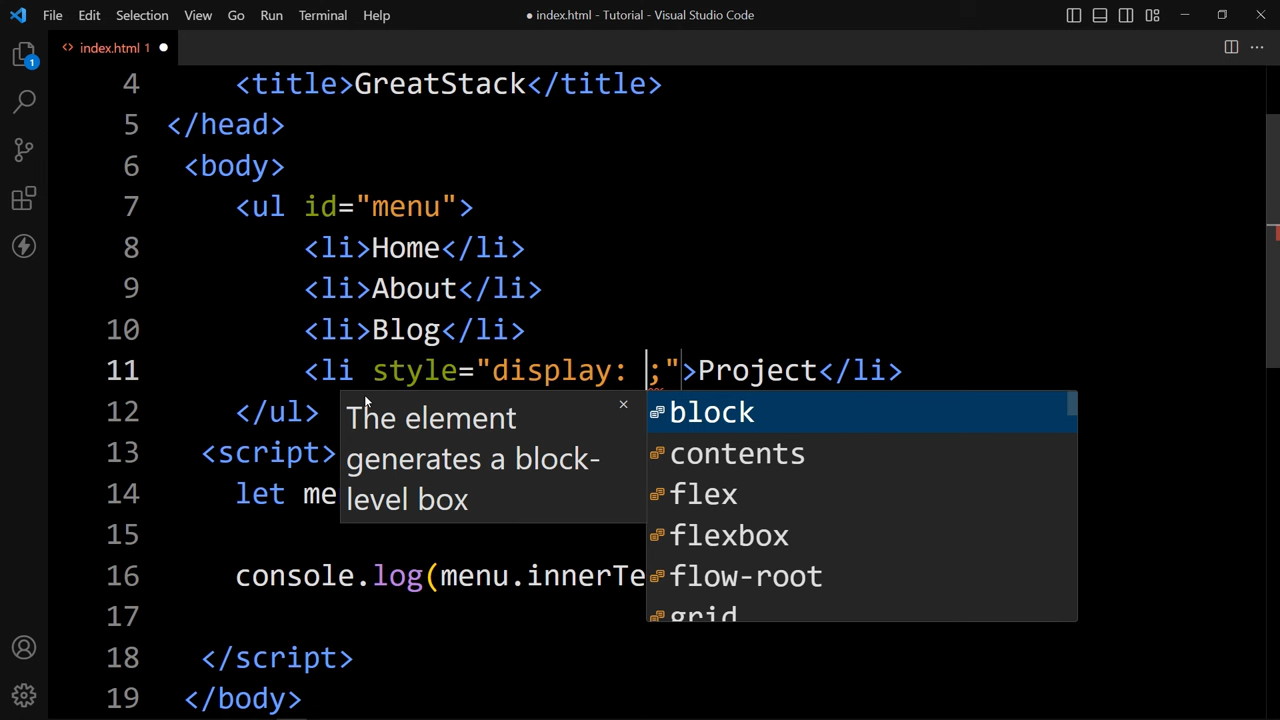 File Edit Selection View Go Run Terminal Help
● index.html - Tutorial - Visual Studio Code
1
<> index.html 1 ●
4 <title>GreatStack</title>
5 </head>
6 <body>
7 <ul id="menu">
8 <li>Home</li>
9 <li>About</li>
10 <li>Blog</li>
11 <li style="display: ;">Project</li>
12 </ul>
13 <script>
14 let me
15
16 console.log(menu.innerTe
17
18 </script>
19 </body>
The element
generates a block-
level box
block
contents
flex
flexbox
flow-root
grid